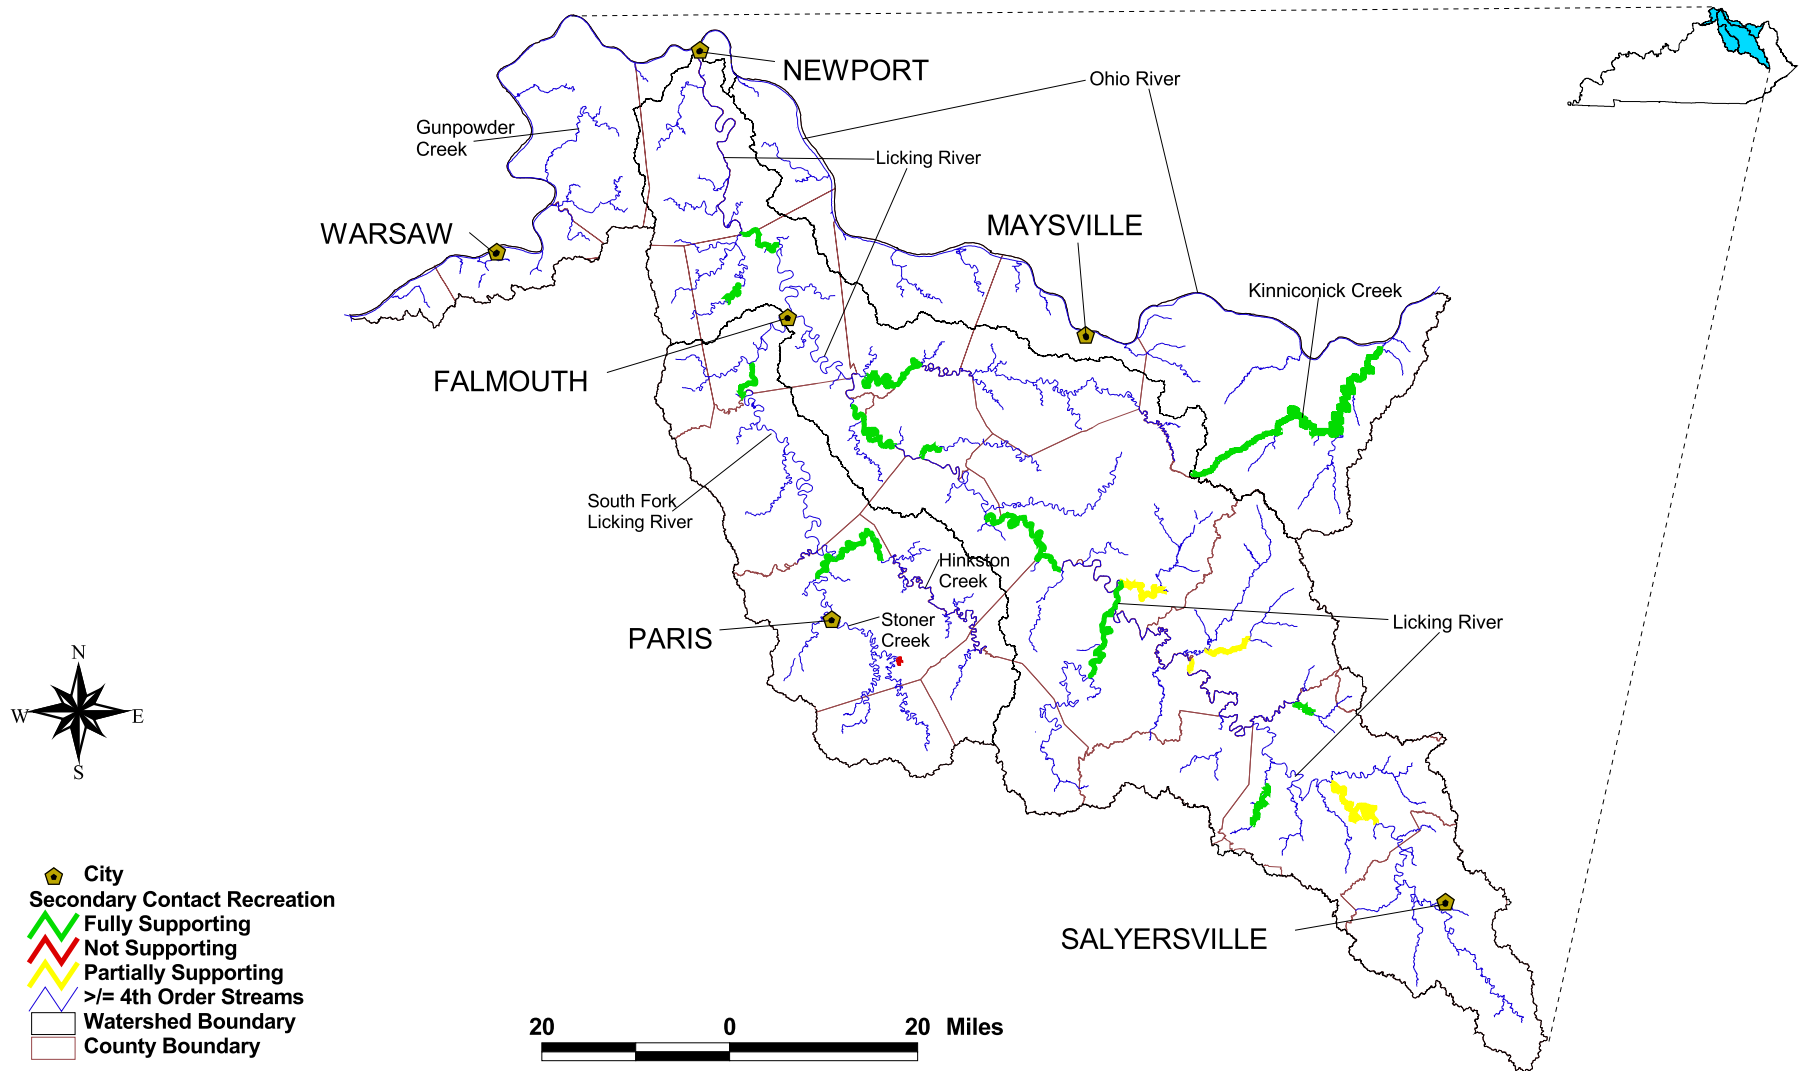 NEWPORT
Ohio River
Gunpowder
Creek
Licking River
WARSAW
MAYSVILLE
Kinniconick Creek
FALMOUTH
South Fork
Licking River
Hinkston
Creek
Stoner
Creek
PARIS
Licking River
SALYERSVILLE
N
W
E
S
City
Secondary Contact Recreation
Fully Supporting
Not Supporting
Partially Supporting
>/= 4th Order Streams
Watershed Boundary
County Boundary
20 0 20 Miles